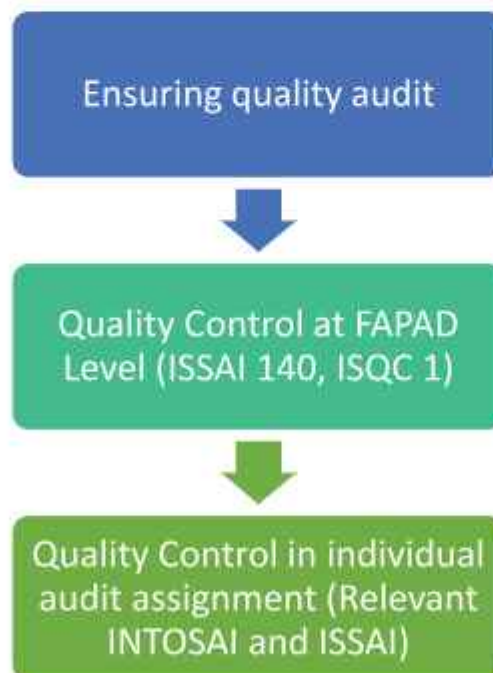 Ensuring quality audit
Quality Control at FAPAD
Level (ISSAI 140, ISQC 1)
Quality Control in individual
audit assignment (Relevant
INTOSAI and ISSAI)